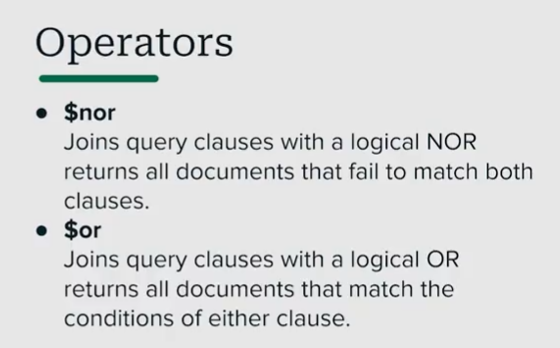 Operators
• $nor
Joins query clauses with a logical NOR
returns all documents that fail to match both
clauses.
• $or
Joins query clauses with a logical OR
returns all documents that match the
conditions of either clause.